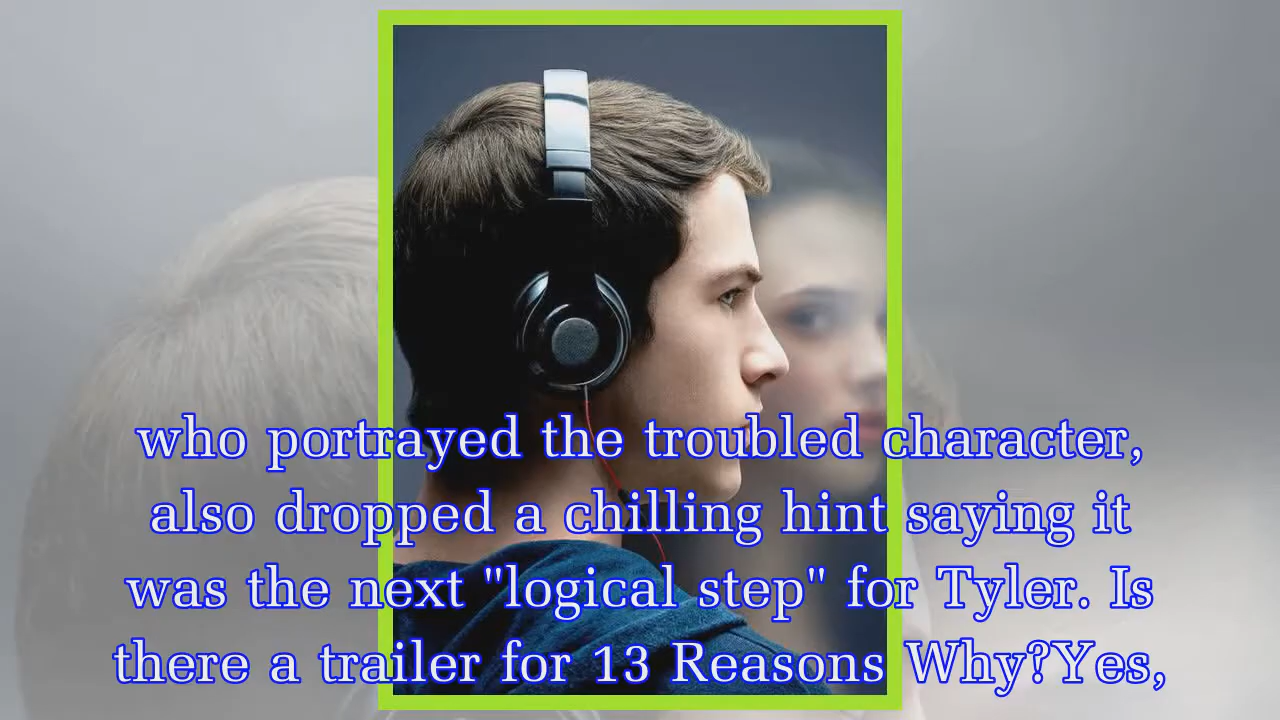 who portrayed the troubled character,
also dropped a chilling hint saying it
was the next "logical step" for Tyler. Is
there a trailer for 13 Reasons Why?Yes,